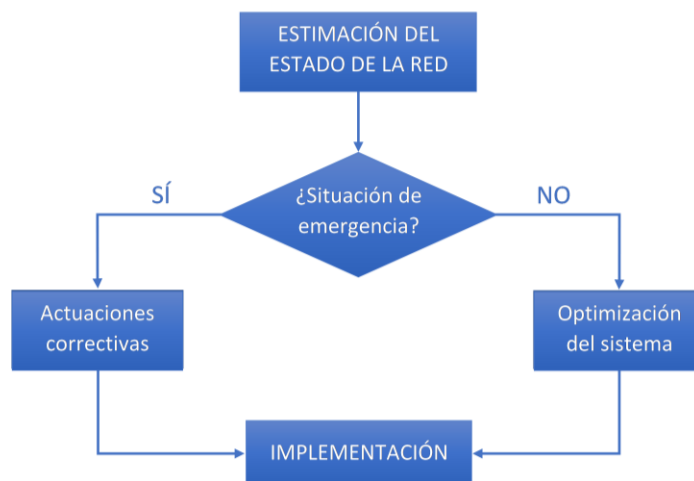 ESTIMACIÓN DEL
ESTADO DE LA RED
¿Situación de
emergencia?
SÍ
NO
Actuaciones
correctivas
Optimización
del sistema
IMPLEMENTACIÓN